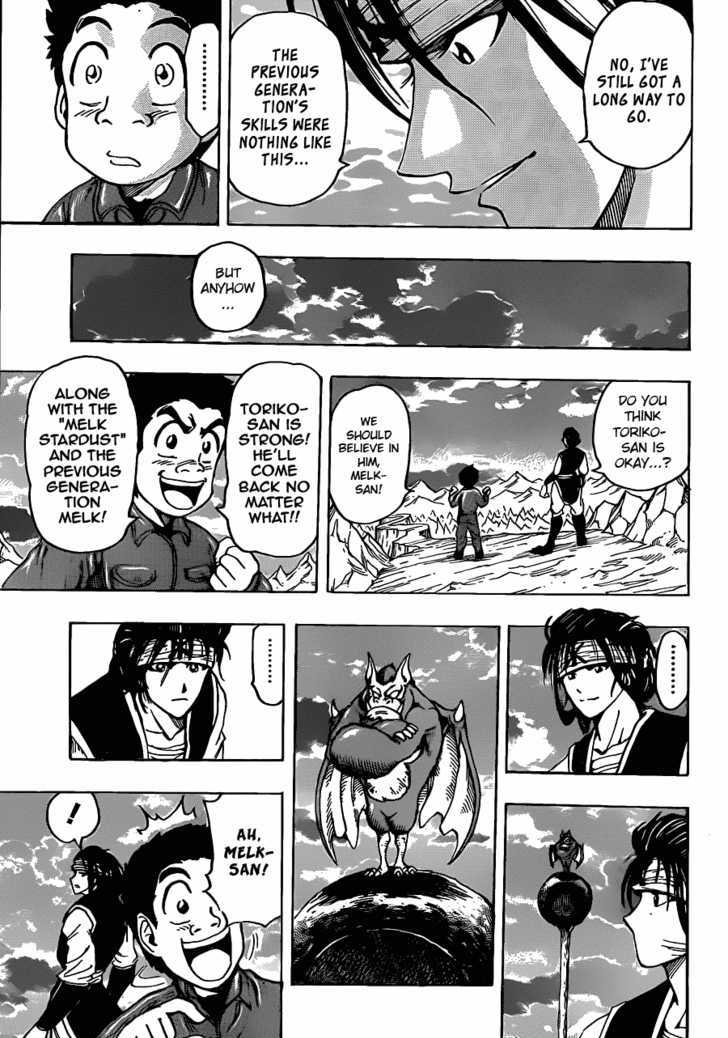 NO, I'VE
STILL GOT A
LONG WAY TO
GO.
THE
PREVIOUS
GENERA-
TION'S
SKILLS WERE
NOTHING LIKE
THIS...
.........
BUT
ANYHOW
...
DO YOU
THINK
TORIKO-
SAN IS
OKAY...?
WE
SHOULD
BELIEVE IN
HIM,
MELK-
SAN!
TORIKO-
SAN IS
STRONG!
HE'LL
COME
BACK NO
MATTER
WHAT!!
ALONG
WITH THE
"MELK
STARDUST"
AND THE
PREVIOUS
GENERA-
TION
MELK!
.........
.........
AH,
MELK-
SAN!
!